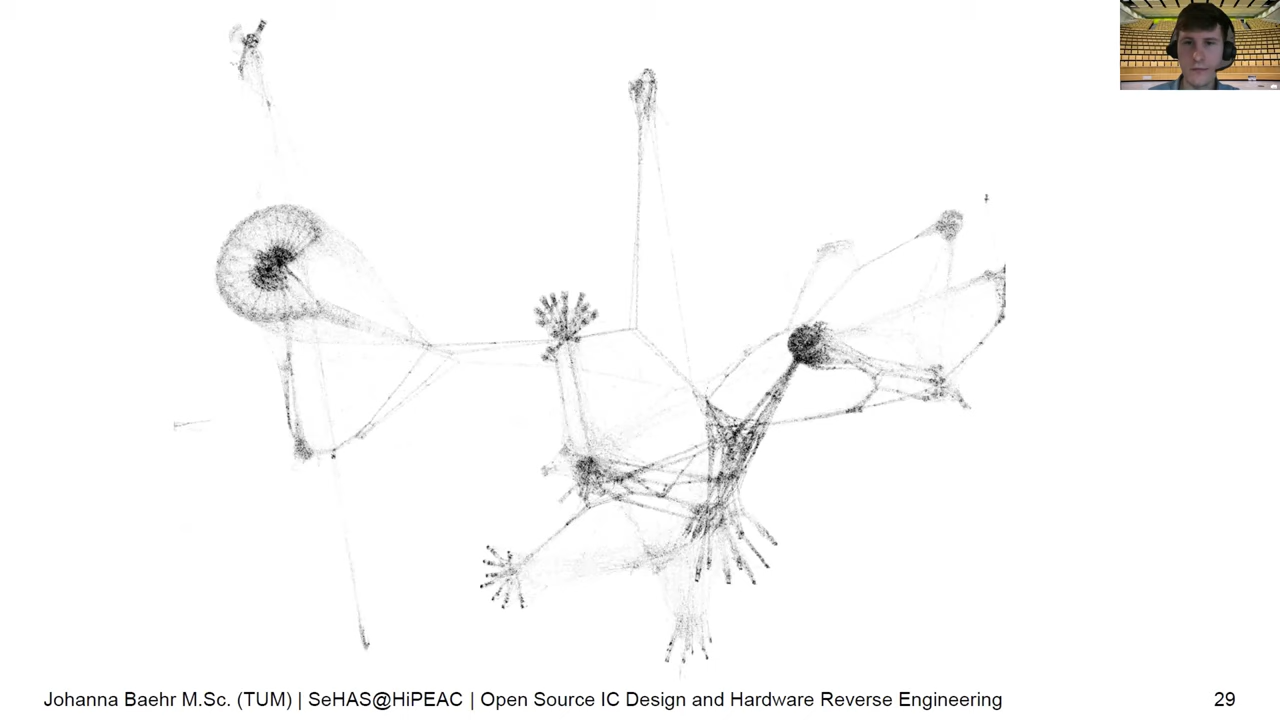 Johanna Baehr M.Sc. (TUM) | SeHAS@HiPEAC | Open Source IC Design and Hardware Reverse Engineering 29